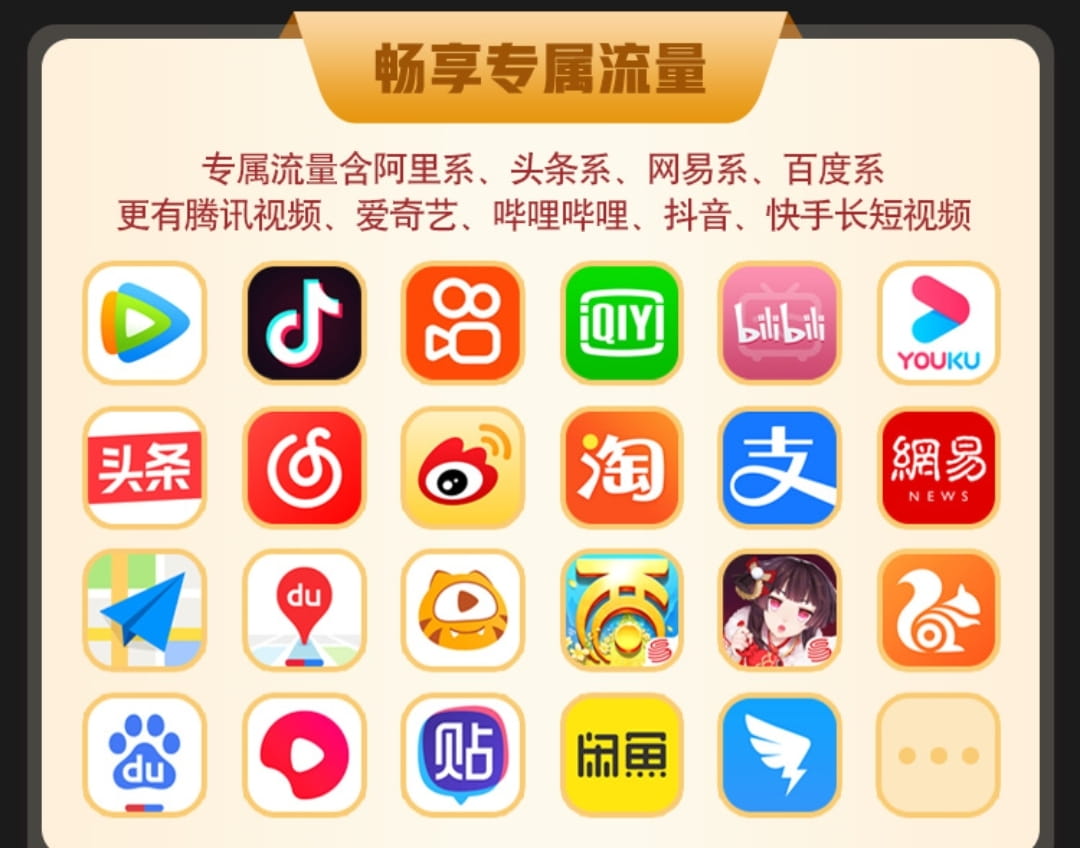 畅享专属流量
专属流量含阿里系、头条系、网易系、百度系
更有腾讯视频、爱奇艺、哔哩哔哩、抖音、快手长短视频
iQIYI
bilibili
YOUKU
头条
淘
支
網易
NEWS
du
du
贴
闲魚